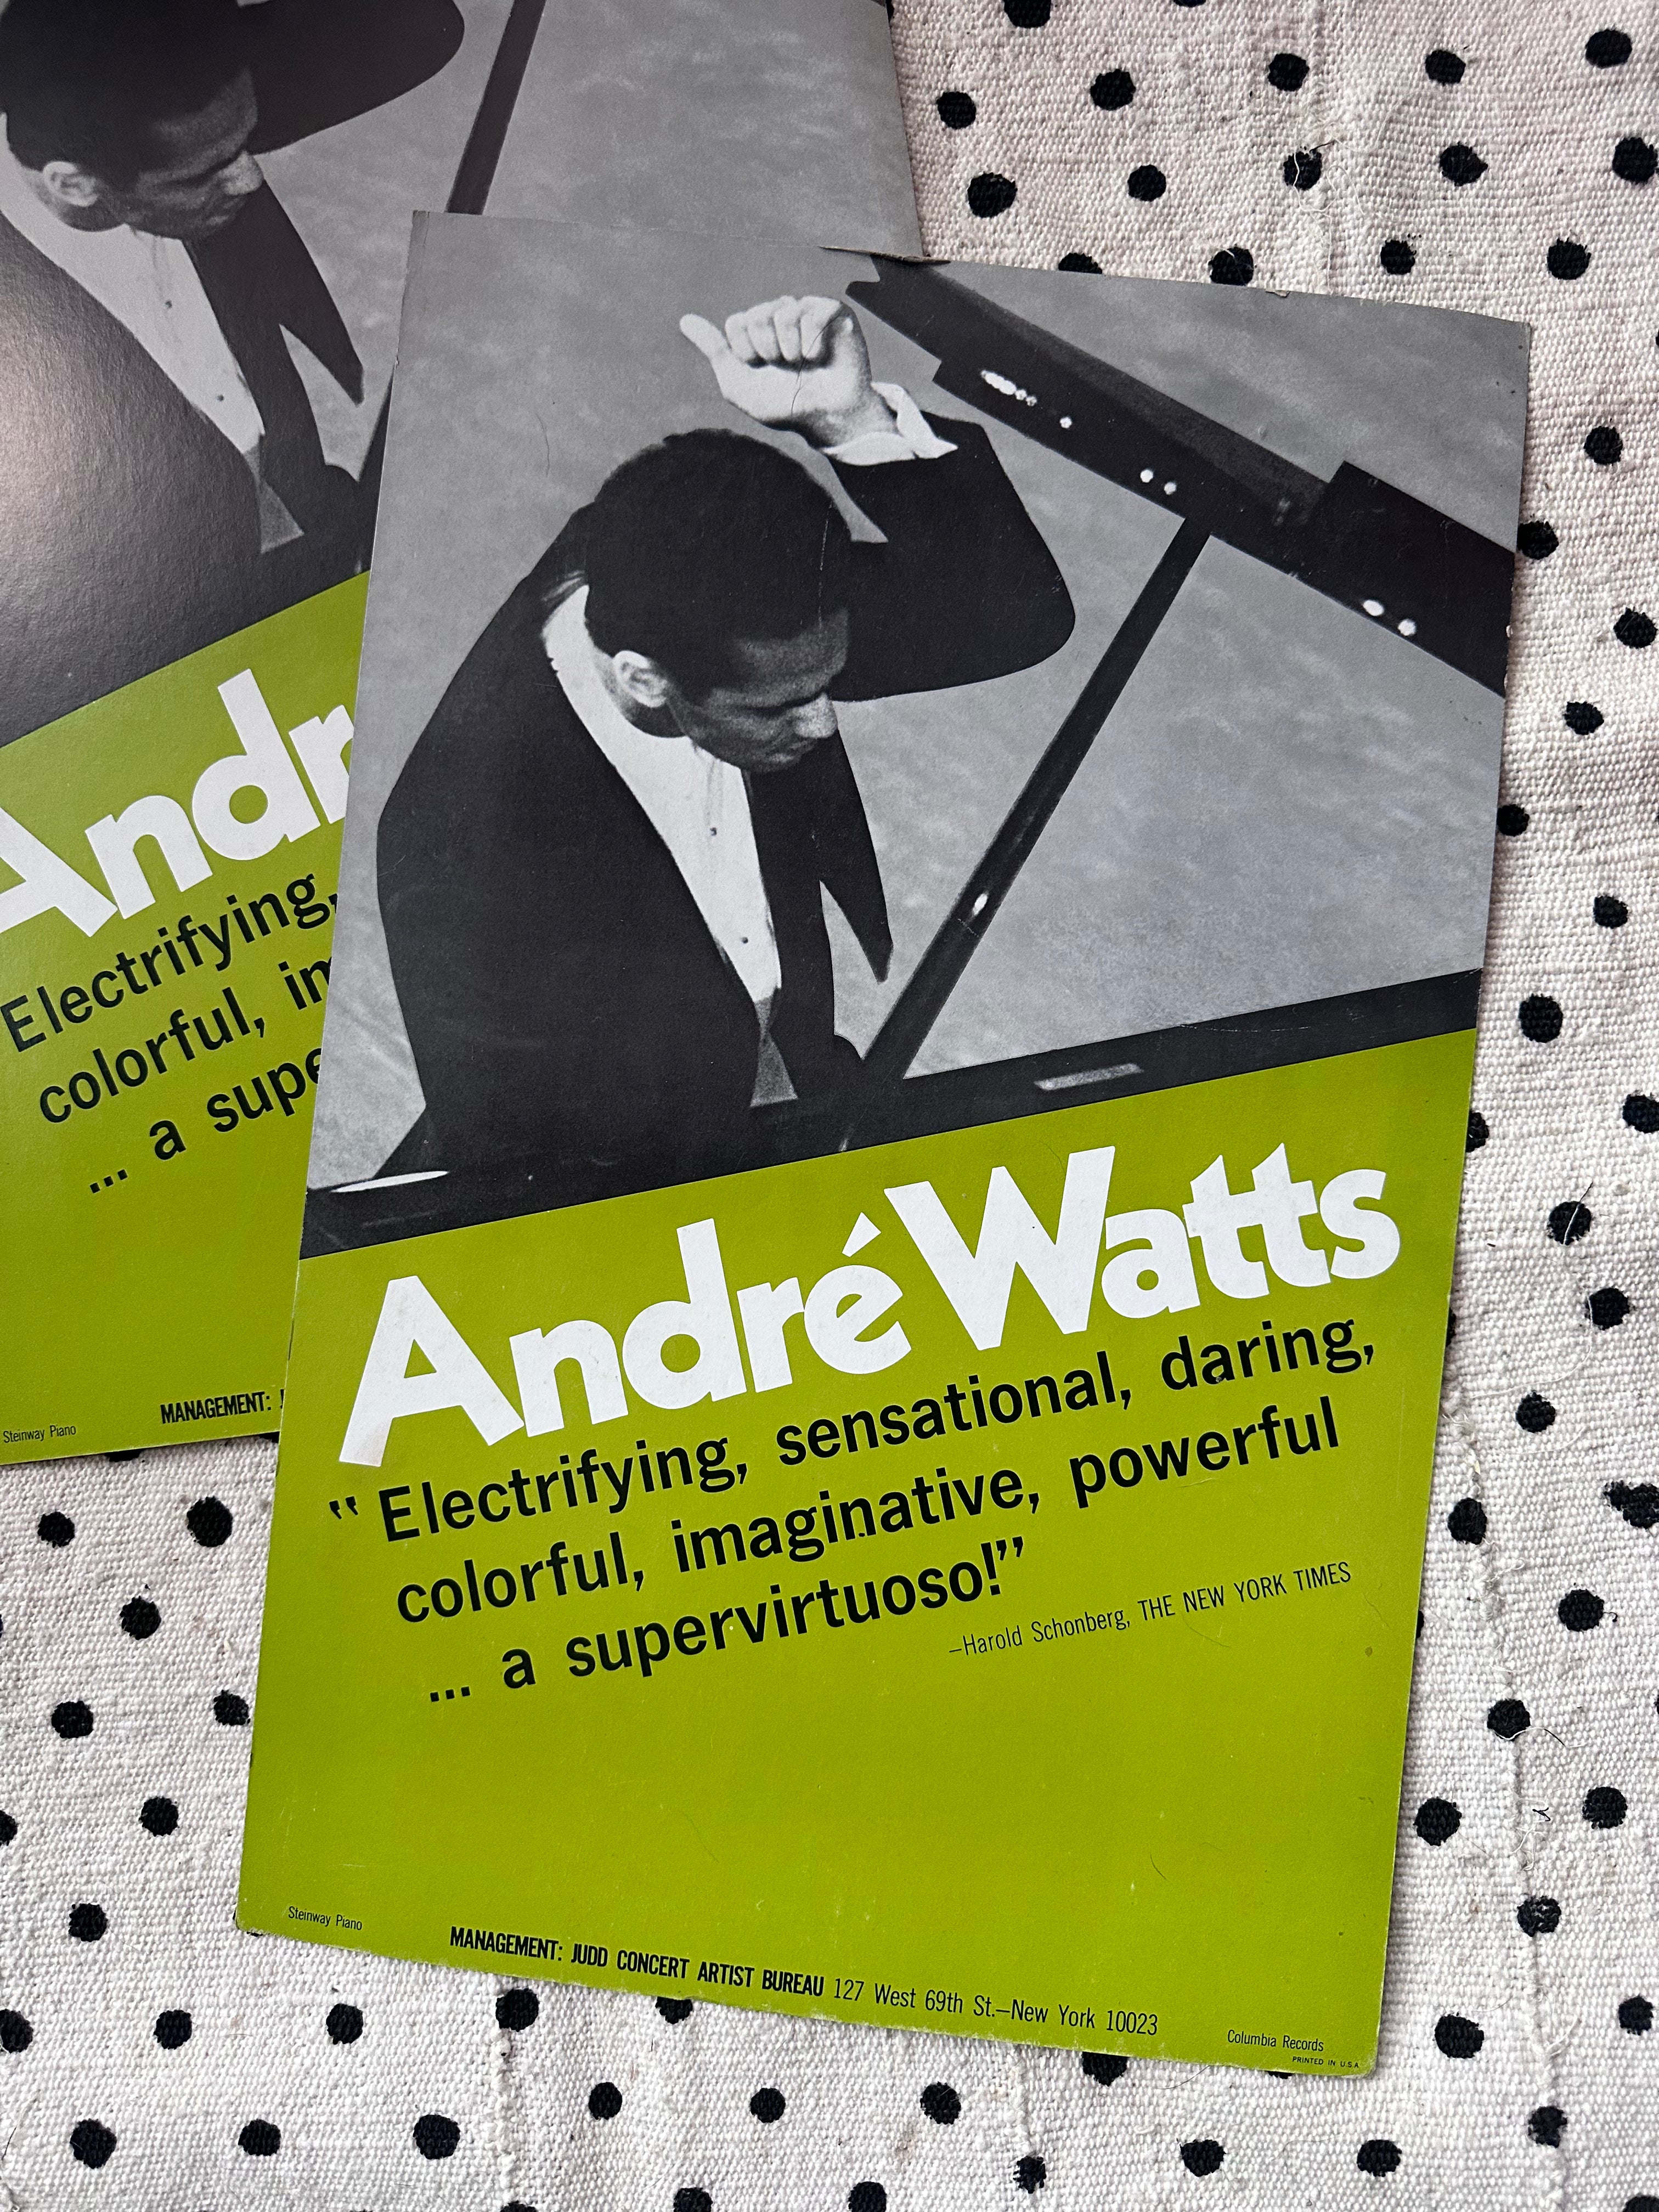 Andr
Electrifying,
colorful, im
... a supe
MANAGEMENT:
Steinway Piano
André Watts
“ Electrifying, sensational, daring,
colorful, imaginative, powerful
... a supervirtuoso!”
—Harold Schonberg, THE NEW YORK TIMES
Steinway Piano
MANAGEMENT: JUDD CONCERT ARTIST BUREAU 127 West 69th St.—New York 10023
Columbia Records
PRINTED IN U.S.A.